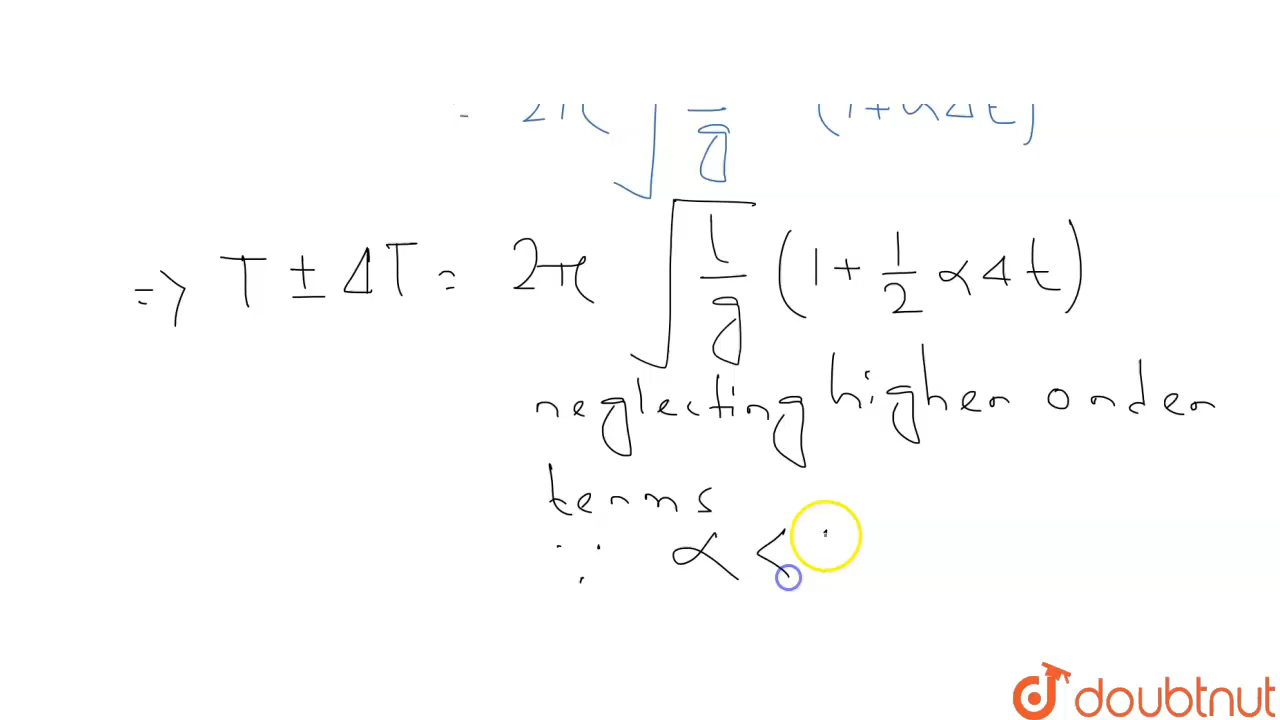 = 2π√l/g (1+αΔt)
=> T ± ΔT = 2π √l/g (1 + 1/2 αΔt)
neglecting higher order
terms
∵ α <
doubtnut